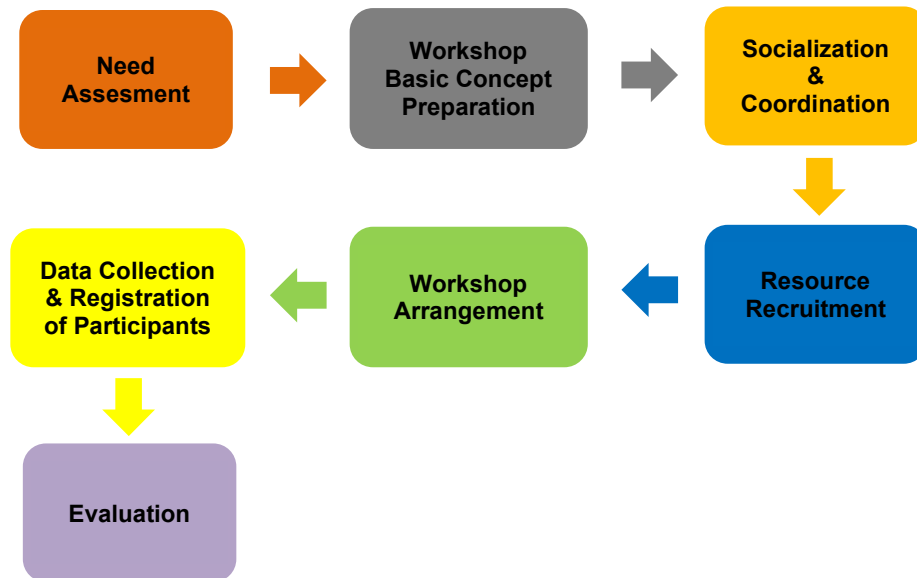 Need
Assesment
Workshop
Basic Concept
Preparation
Socialization
&
Coordination
Resource
Recruitment
Workshop
Arrangement
Data Collection
& Registration
of Participants
Evaluation